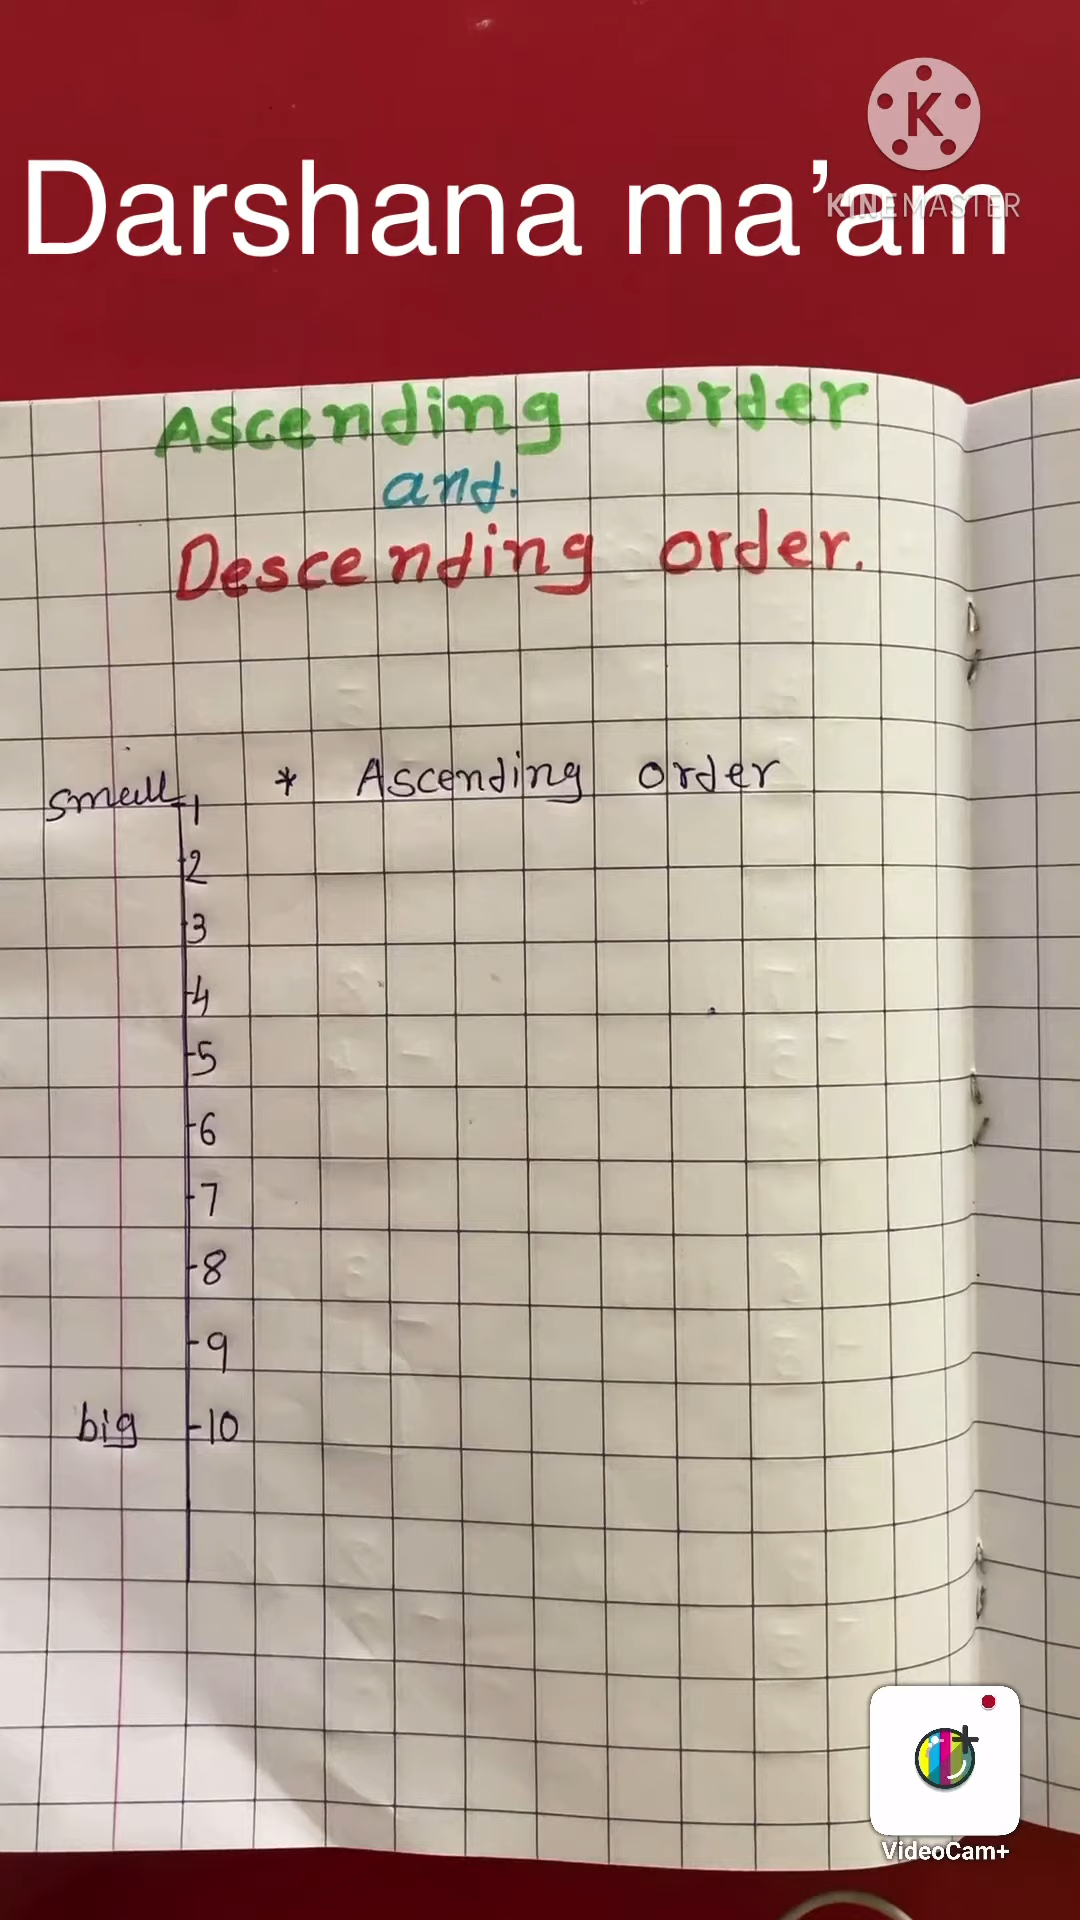 K
KINEMASTER
Darshana ma’am
Ascending order
and.
Descending order.
* Ascending order
small 1
2
3
4
5
6
7
8
9
big 10
VideoCam+